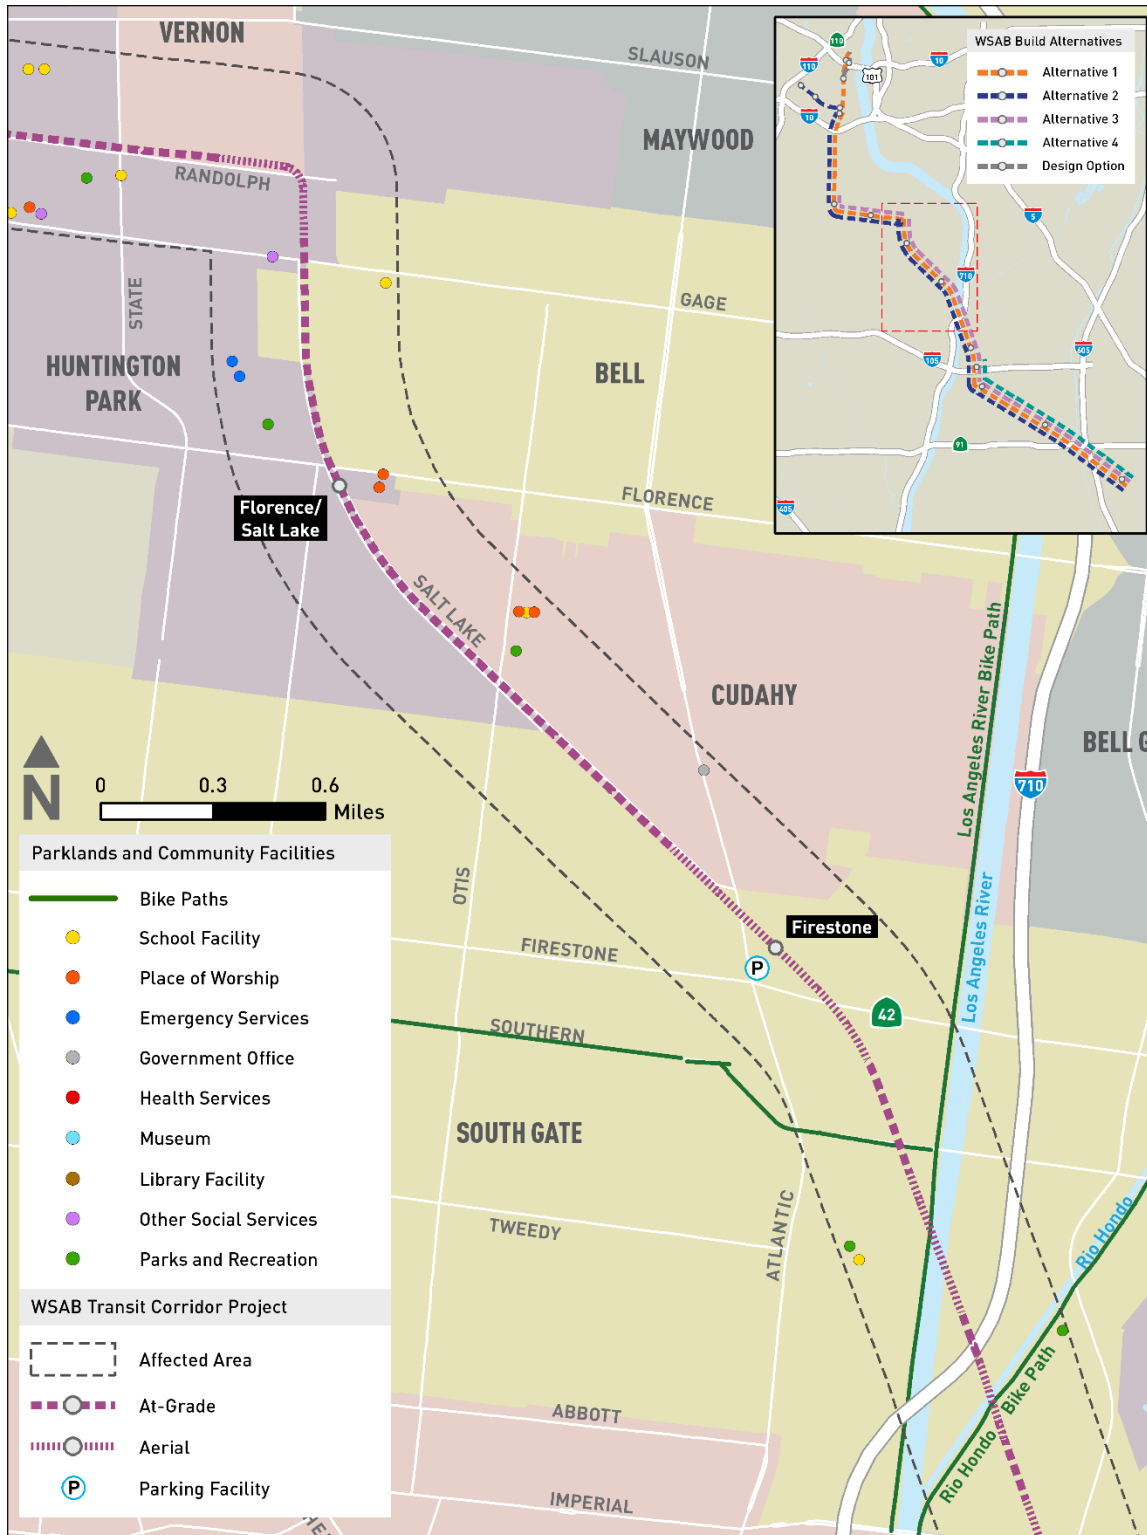 VERNON
SLAUSON
MAYWOOD
RANDOLPH
STATE
GAGE
HUNTINGTON
PARK
BELL
FLORENCE
Florence/
Salt Lake
SALT LAKE
CUDAHY
Los Angeles River Bike Path
BELL G
710
N
0 0.3 0.6
Miles
OTIS
Los Angeles River
Firestone
FIRESTONE
P
42
SOUTHERN
SOUTH GATE
TWEEDY
ATLANTIC
Rio Hondo
Rio Hondo Bike Path
ABBOTT
IMPERIAL
Parklands and Community Facilities
Bike Paths
School Facility
Place of Worship
Emergency Services
Government Office
Health Services
Museum
Library Facility
Other Social Services
Parks and Recreation
WSAB Transit Corridor Project
Affected Area
At-Grade
Aerial
P Parking Facility
WSAB Build Alternatives
Alternative 1
Alternative 2
Alternative 3
Alternative 4
Design Option
110
110
101
10
10
5
710
105
605
91
405